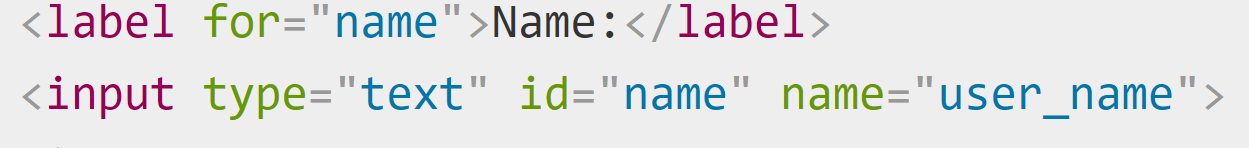 <label for="name">Name:</label>
<input type="text" id="name" name="user_name">